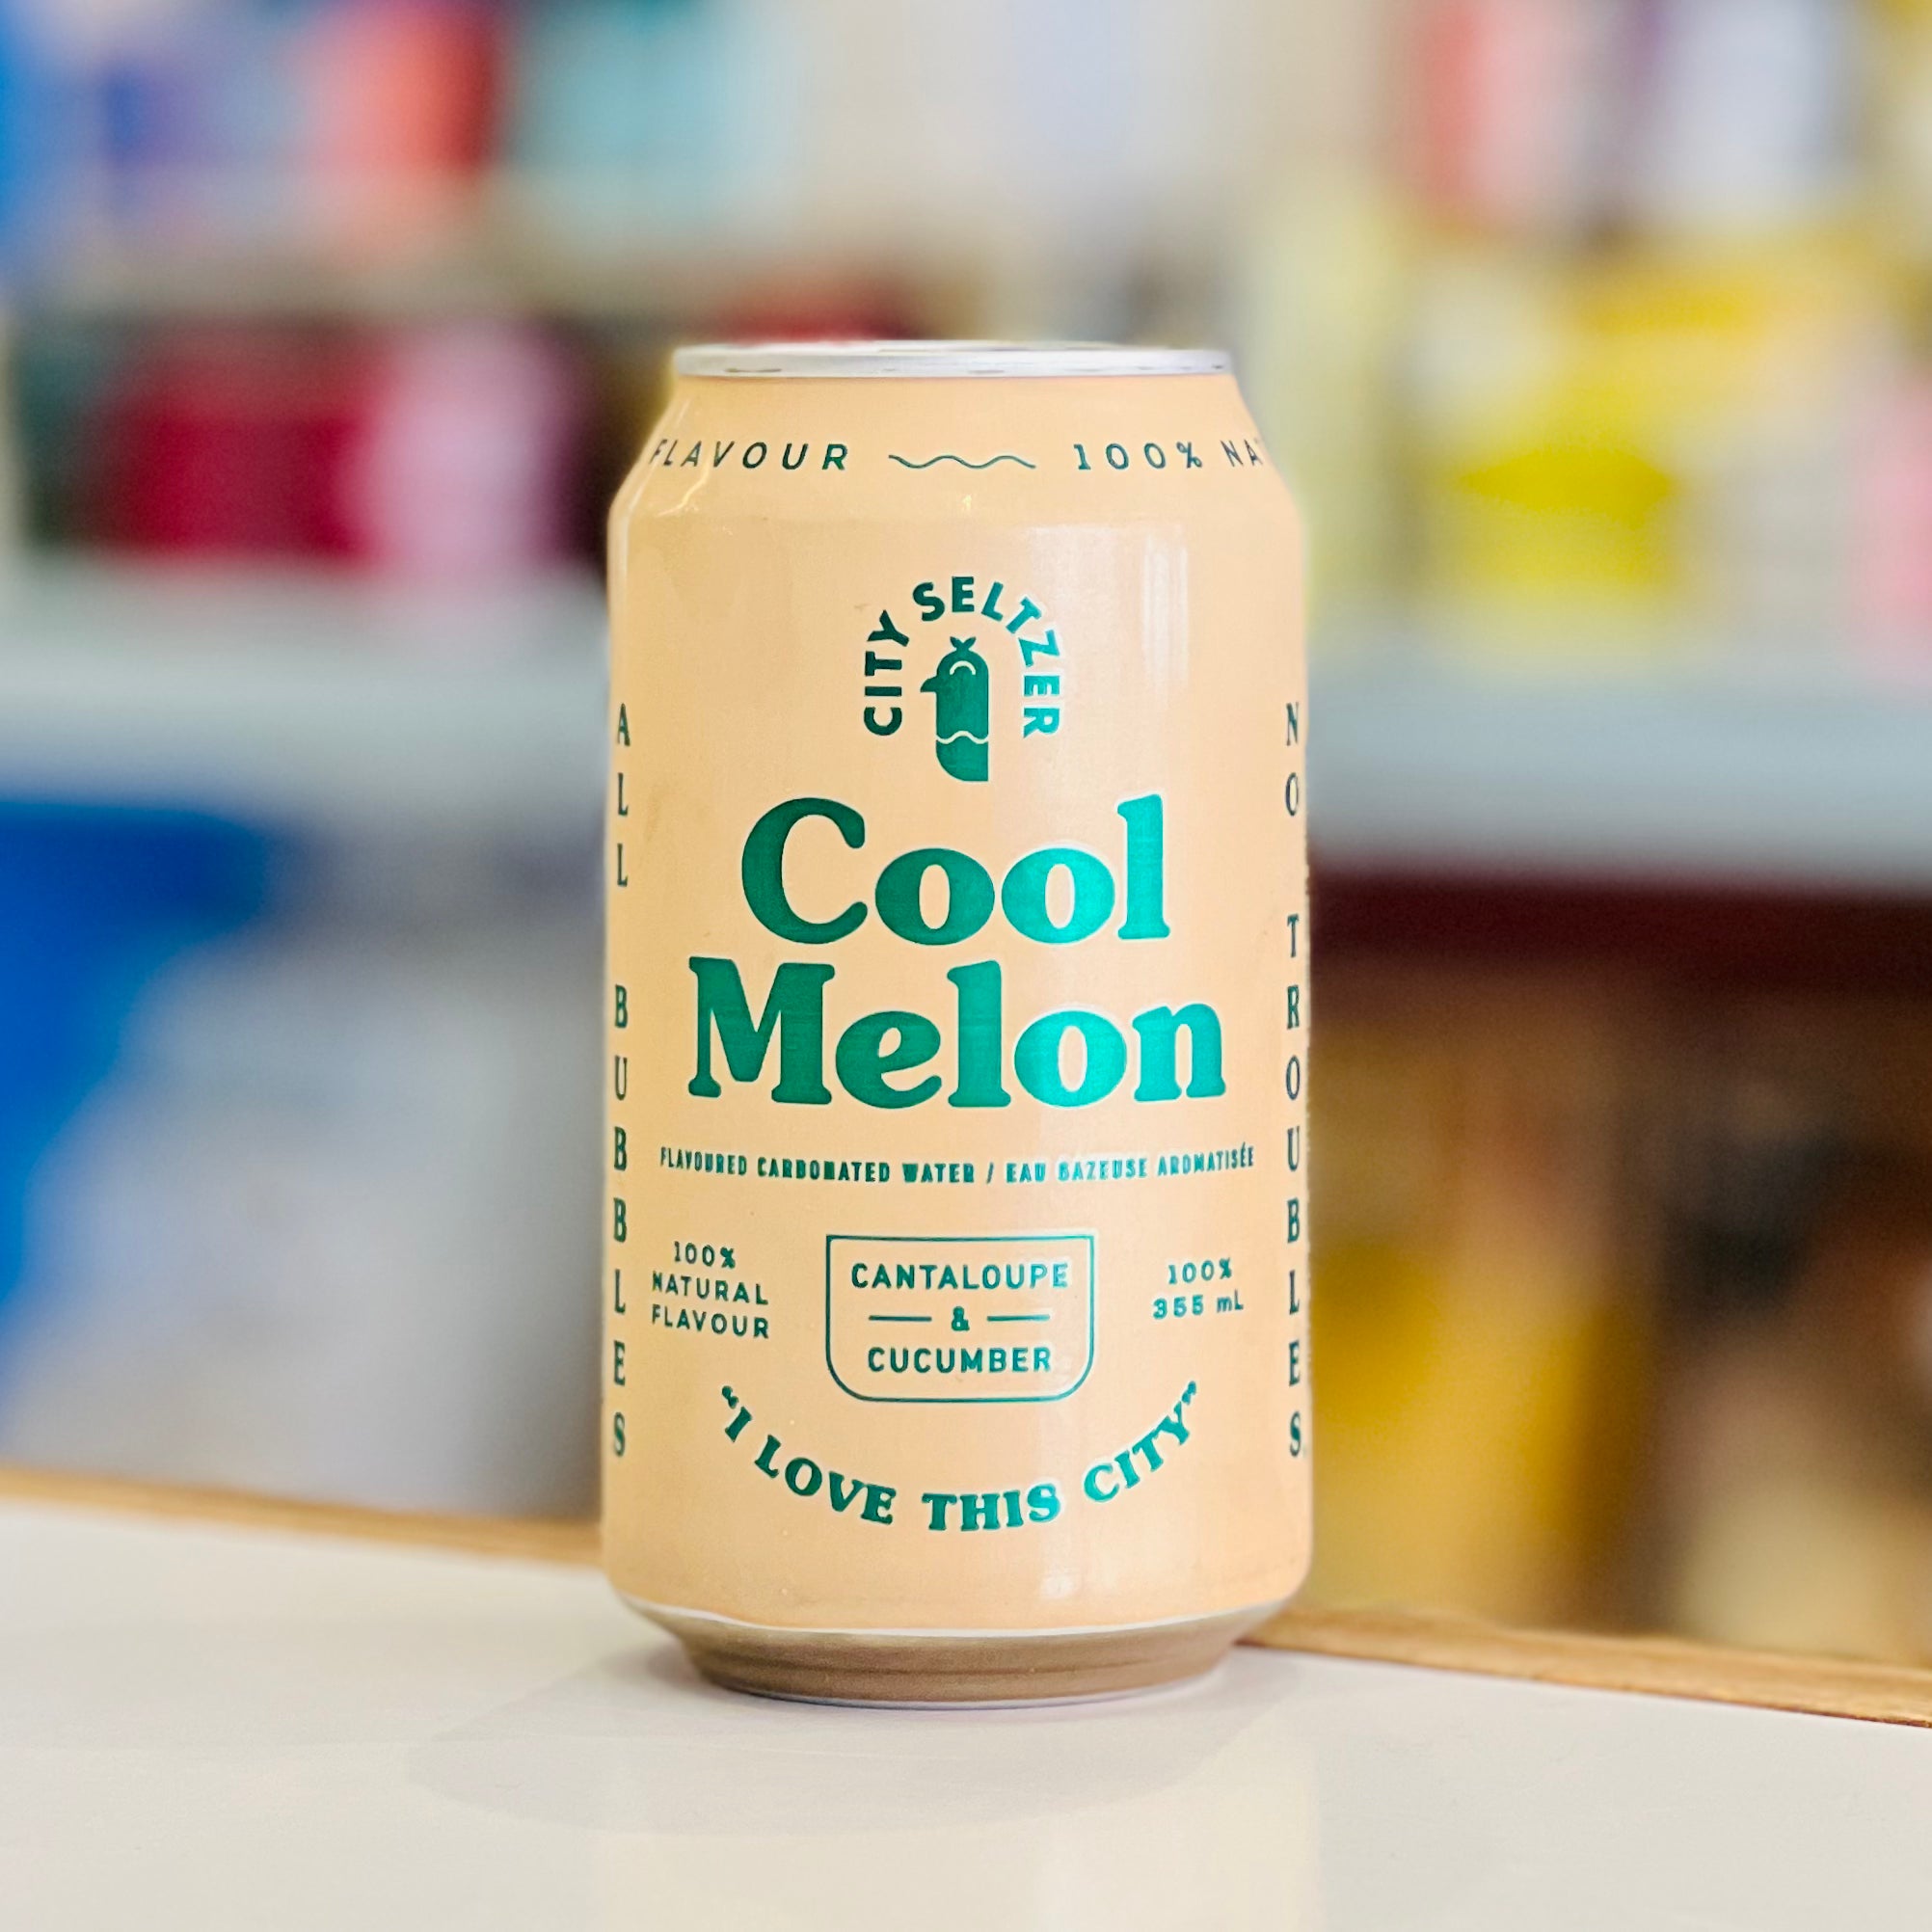 FLAVOUR 100%
CITY SELTZER
Cool
Melon
FLAVOURED CARBONATED WATER / EAU GAZEUSE AROMATISÉE
100%
NATURAL
FLAVOUR
CANTALOUPE
&
CUCUMBER
100%
355 mL
“I LOVE THIS CITY”
ALL BUBBLES
NO TROUBLES.